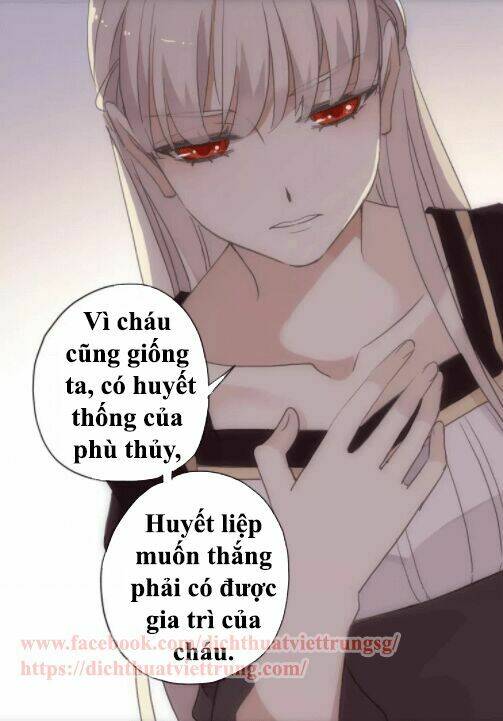 Vì cháu
cũng giống
ta, có huyết
thống của
phù thủy,
Huyết liệp
muốn thắng
phải có được
gia trì của
cháu.
www.facebook.com/dichthuatviettrungsg/
https://dichthuatviettrung.com/